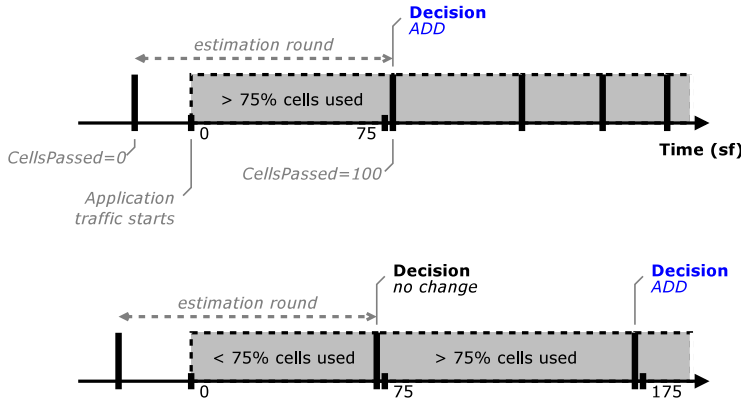 Decision
ADD
estimation round
> 75% cells used
0
75
CellsPassed=0
CellsPassed=100
Time (sf)
Application
traffic starts
Decision
no change
Decision
ADD
estimation round
< 75% cells used
> 75% cells used
0
75
175